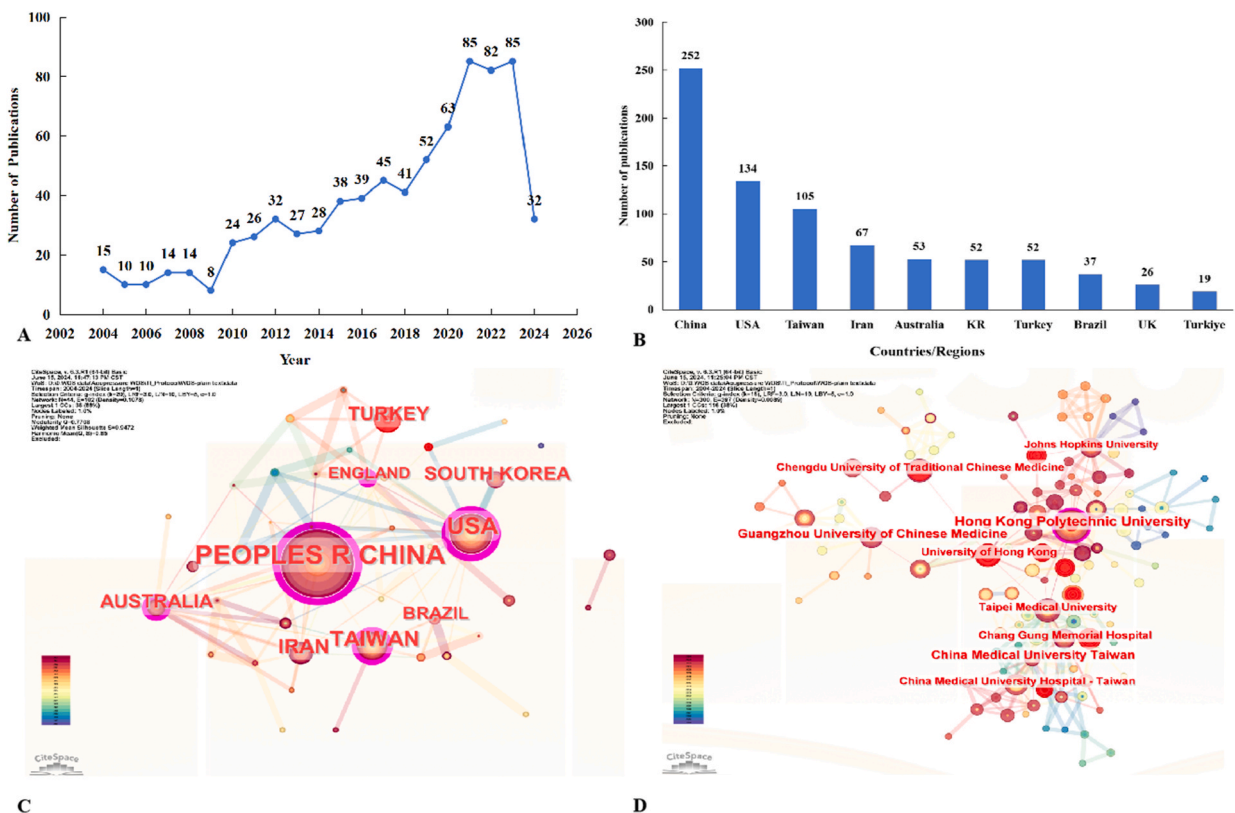 100
80
60
40
20
0
Number of Publications
15
10
10
14
14
8
24
26
32
27
28
38
39
45
41
52
63
85
82
85
32
2002
2004
2006
2008
2010
2012
2014
2016
2018
2020
2022
2024
2026
Year
A
300
250
200
150
100
50
0
Number of publications
252
134
105
67
53
52
52
37
26
19
China
USA
Taiwan
Iran
Australia
KR
Turkey
Brazil
UK
Turkiye
Countries/Regions
B
TURKEY
ENGLAND
SOUTH KOREA
USA
PEOPLES R CHINA
AUSTRALIA
BRAZIL
IRAN
TAIWAN
CiteSpace
C
Johns Hopkins University
Chengdu University of Traditional Chinese Medicine
Hong Kong Polytechnic University
Guangzhou University of Chinese Medicine
University of Hong Kong
Taipei Medical University
Chang Gung Memorial Hospital
China Medical University Taiwan
China Medical University Hospital - Taiwan
CiteSpace
D